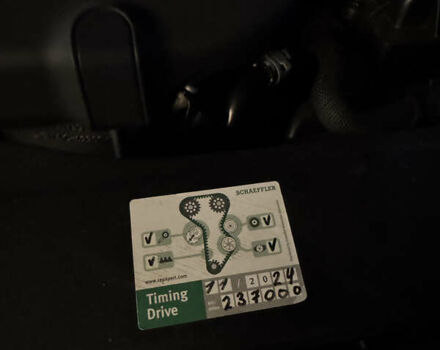 SCHAEFFLER
www.repxpert.com
Timing
Drive
11/2024
237000